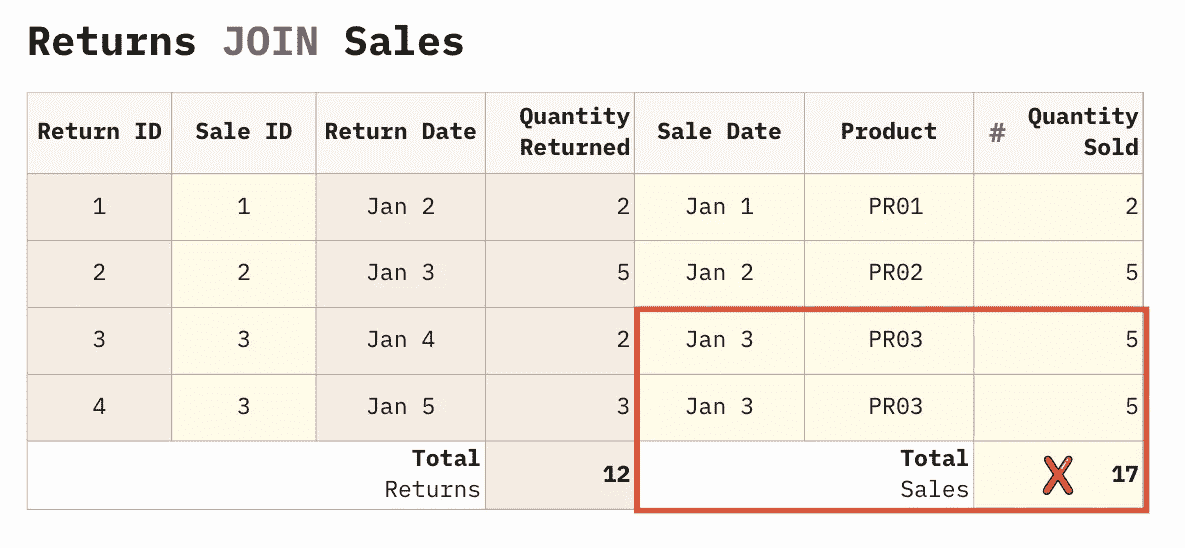 Returns JOIN Sales
Return ID Sale ID Return Date Quantity Returned Sale Date Product # Quantity Sold
1 1 Jan 2 2 Jan 1 PR01 2
2 2 Jan 3 5 Jan 2 PR02 5
3 3 Jan 4 2 Jan 3 PR03 5
4 3 Jan 5 3 Jan 3 PR03 5
Total Returns 12 Total Sales 17